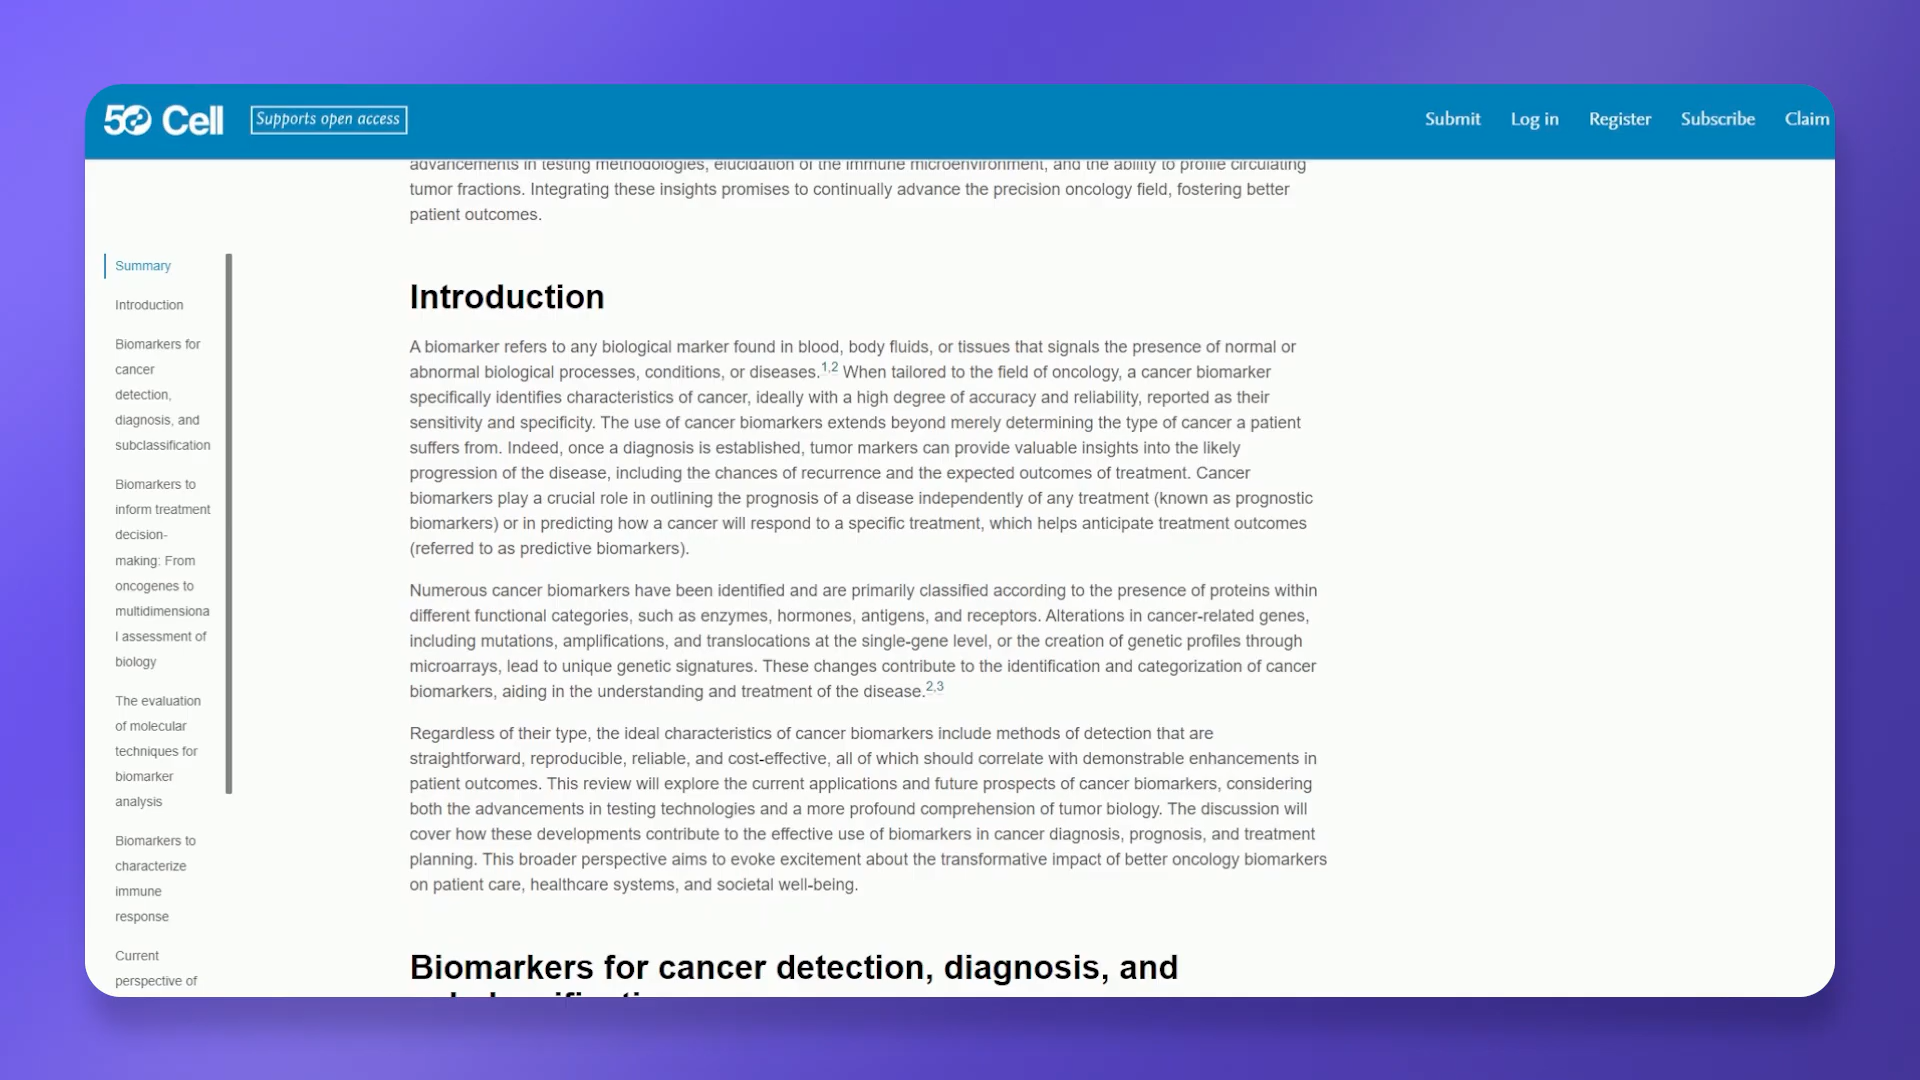 50 Cell
Supports open access
Submit
Log in
Register
Subscribe
Claim
advancements in testing methodologies, elucidation of the immune microenvironment, and the ability to profile circulating
tumor fractions. Integrating these insights promises to continually advance the precision oncology field, fostering better
patient outcomes.
Summary
Introduction
Biomarkers for
cancer
detection,
diagnosis, and
subclassification
Biomarkers to
inform treatment
decision-
making: From
oncogenes to
multidimensiona
l assessment of
biology
The evaluation
of molecular
techniques for
biomarker
analysis
Biomarkers to
characterize
immune
response
Current
perspective of
Introduction
A biomarker refers to any biological marker found in blood, body fluids, or tissues that signals the presence of normal or
abnormal biological processes, conditions, or diseases.1,2 When tailored to the field of oncology, a cancer biomarker
specifically identifies characteristics of cancer, ideally with a high degree of accuracy and reliability, reported as their
sensitivity and specificity. The use of cancer biomarkers extends beyond merely determining the type of cancer a patient
suffers from. Indeed, once a diagnosis is established, tumor markers can provide valuable insights into the likely
progression of the disease, including the chances of recurrence and the expected outcomes of treatment. Cancer
biomarkers play a crucial role in outlining the prognosis of a disease independently of any treatment (known as prognostic
biomarkers) or in predicting how a cancer will respond to a specific treatment, which helps anticipate treatment outcomes
(referred to as predictive biomarkers).
Numerous cancer biomarkers have been identified and are primarily classified according to the presence of proteins within
different functional categories, such as enzymes, hormones, antigens, and receptors. Alterations in cancer-related genes,
including mutations, amplifications, and translocations at the single-gene level, or the creation of genetic profiles through
microarrays, lead to unique genetic signatures. These changes contribute to the identification and categorization of cancer
biomarkers, aiding in the understanding and treatment of the disease.2,3
Regardless of their type, the ideal characteristics of cancer biomarkers include methods of detection that are
straightforward, reproducible, reliable, and cost-effective, all of which should correlate with demonstrable enhancements in
patient outcomes. This review will explore the current applications and future prospects of cancer biomarkers, considering
both the advancements in testing technologies and a more profound comprehension of tumor biology. The discussion will
cover how these developments contribute to the effective use of biomarkers in cancer diagnosis, prognosis, and treatment
planning. This broader perspective aims to evoke excitement about the transformative impact of better oncology biomarkers
on patient care, healthcare systems, and societal well-being.
Biomarkers for cancer detection, diagnosis, and